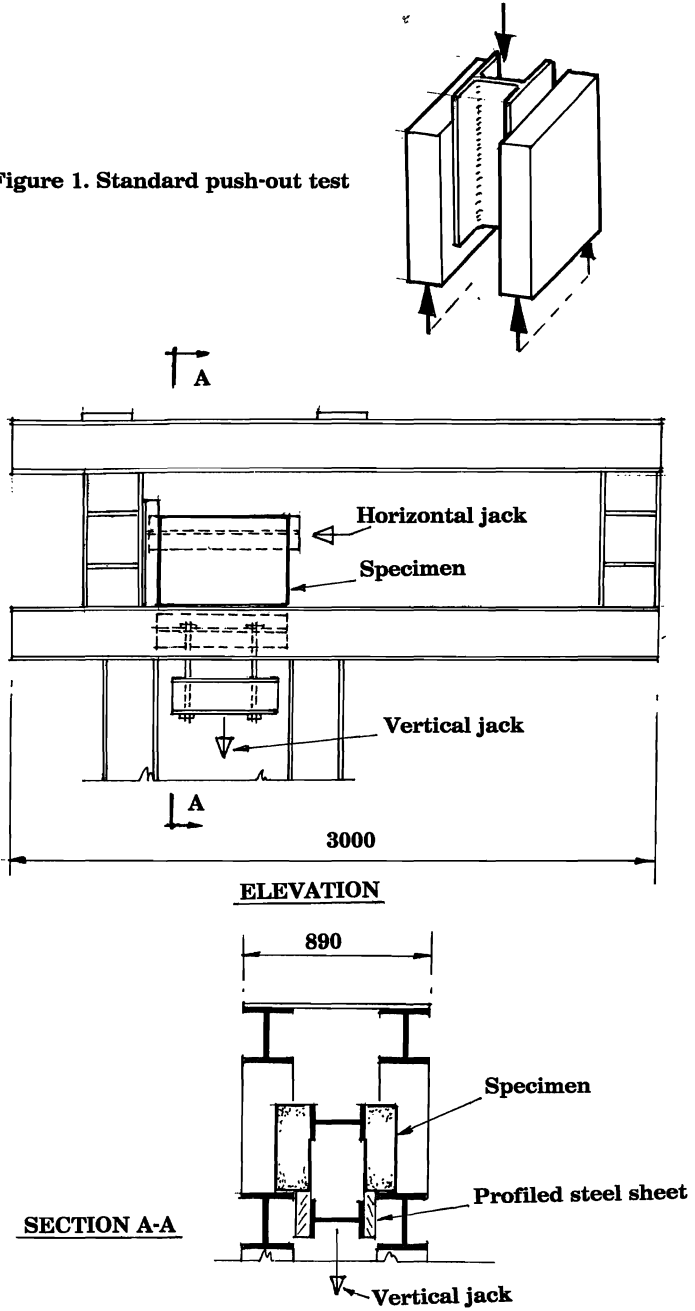 Figure 1. Standard push-out test
A
Horizontal jack
Specimen
Vertical jack
A
3000
ELEVATION
890
Specimen
Profiled steel sheet
SECTION A-A
Vertical jack